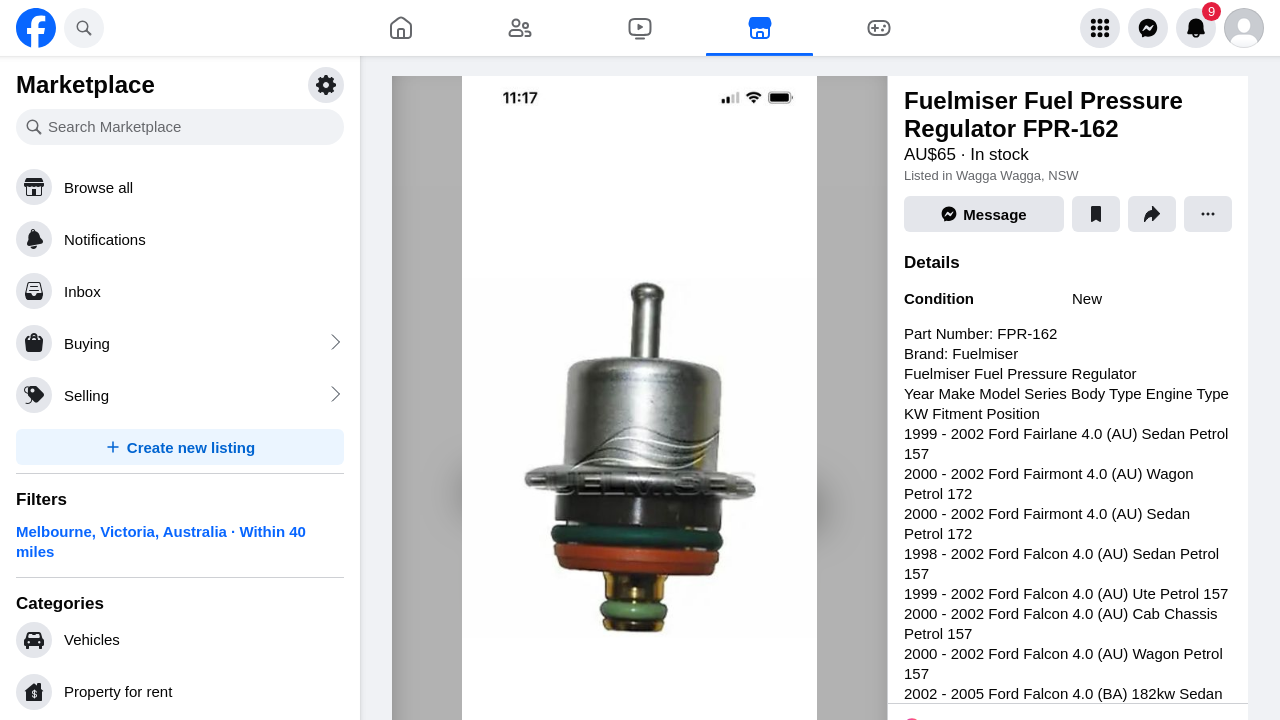 9
Marketplace
Search Marketplace
Browse all
Notifications
Inbox
Buying
Selling
Create new listing
Filters
Melbourne, Victoria, Australia · Within 40
miles
Categories
Vehicles
Property for rent
11:17
FUELMISER
Fuelmiser Fuel Pressure
Regulator FPR-162
AU$65 · In stock
Listed in Wagga Wagga, NSW
Message
Details
Condition New
Part Number: FPR-162
Brand: Fuelmiser
Fuelmiser Fuel Pressure Regulator
Year Make Model Series Body Type Engine Type
KW Fitment Position
1999 - 2002 Ford Fairlane 4.0 (AU) Sedan Petrol
157
2000 - 2002 Ford Fairmont 4.0 (AU) Wagon
Petrol 172
2000 - 2002 Ford Fairmont 4.0 (AU) Sedan
Petrol 172
1998 - 2002 Ford Falcon 4.0 (AU) Sedan Petrol
157
1999 - 2002 Ford Falcon 4.0 (AU) Ute Petrol 157
2000 - 2002 Ford Falcon 4.0 (AU) Cab Chassis
Petrol 157
2000 - 2002 Ford Falcon 4.0 (AU) Wagon Petrol
157
2002 - 2005 Ford Falcon 4.0 (BA) 182kw Sedan